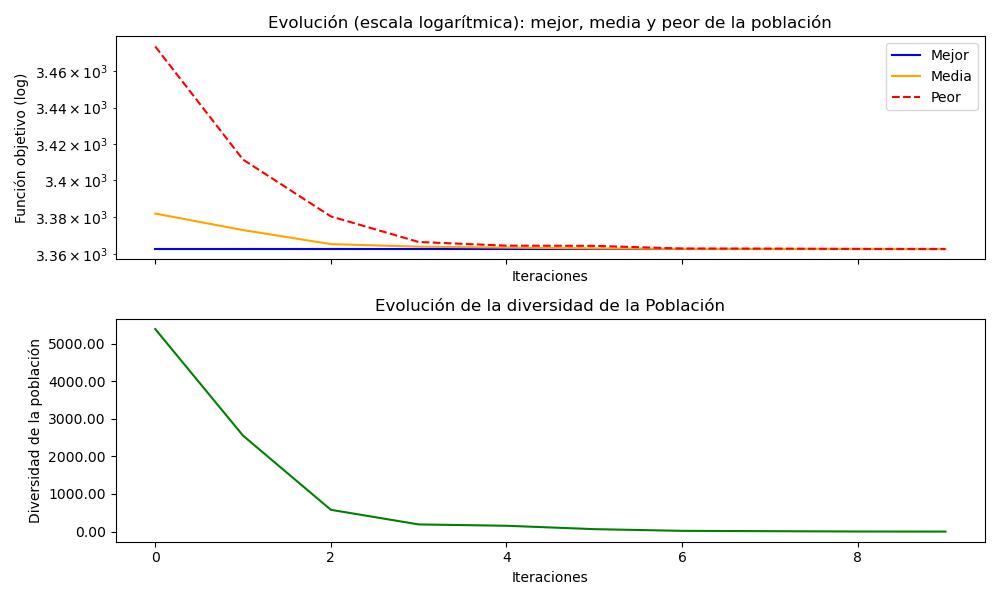 Evolución (escala logarítmica): mejor, media y peor de la población
Función objetivo (log)
3.46 × 10³
3.44 × 10³
3.42 × 10³
3.4 × 10³
3.38 × 10³
3.36 × 10³
Mejor
Media
Peor
Iteraciones
Evolución de la diversidad de la Población
Diversidad de la población
5000.00
4000.00
3000.00
2000.00
1000.00
0.00
0 2 4 6 8
Iteraciones